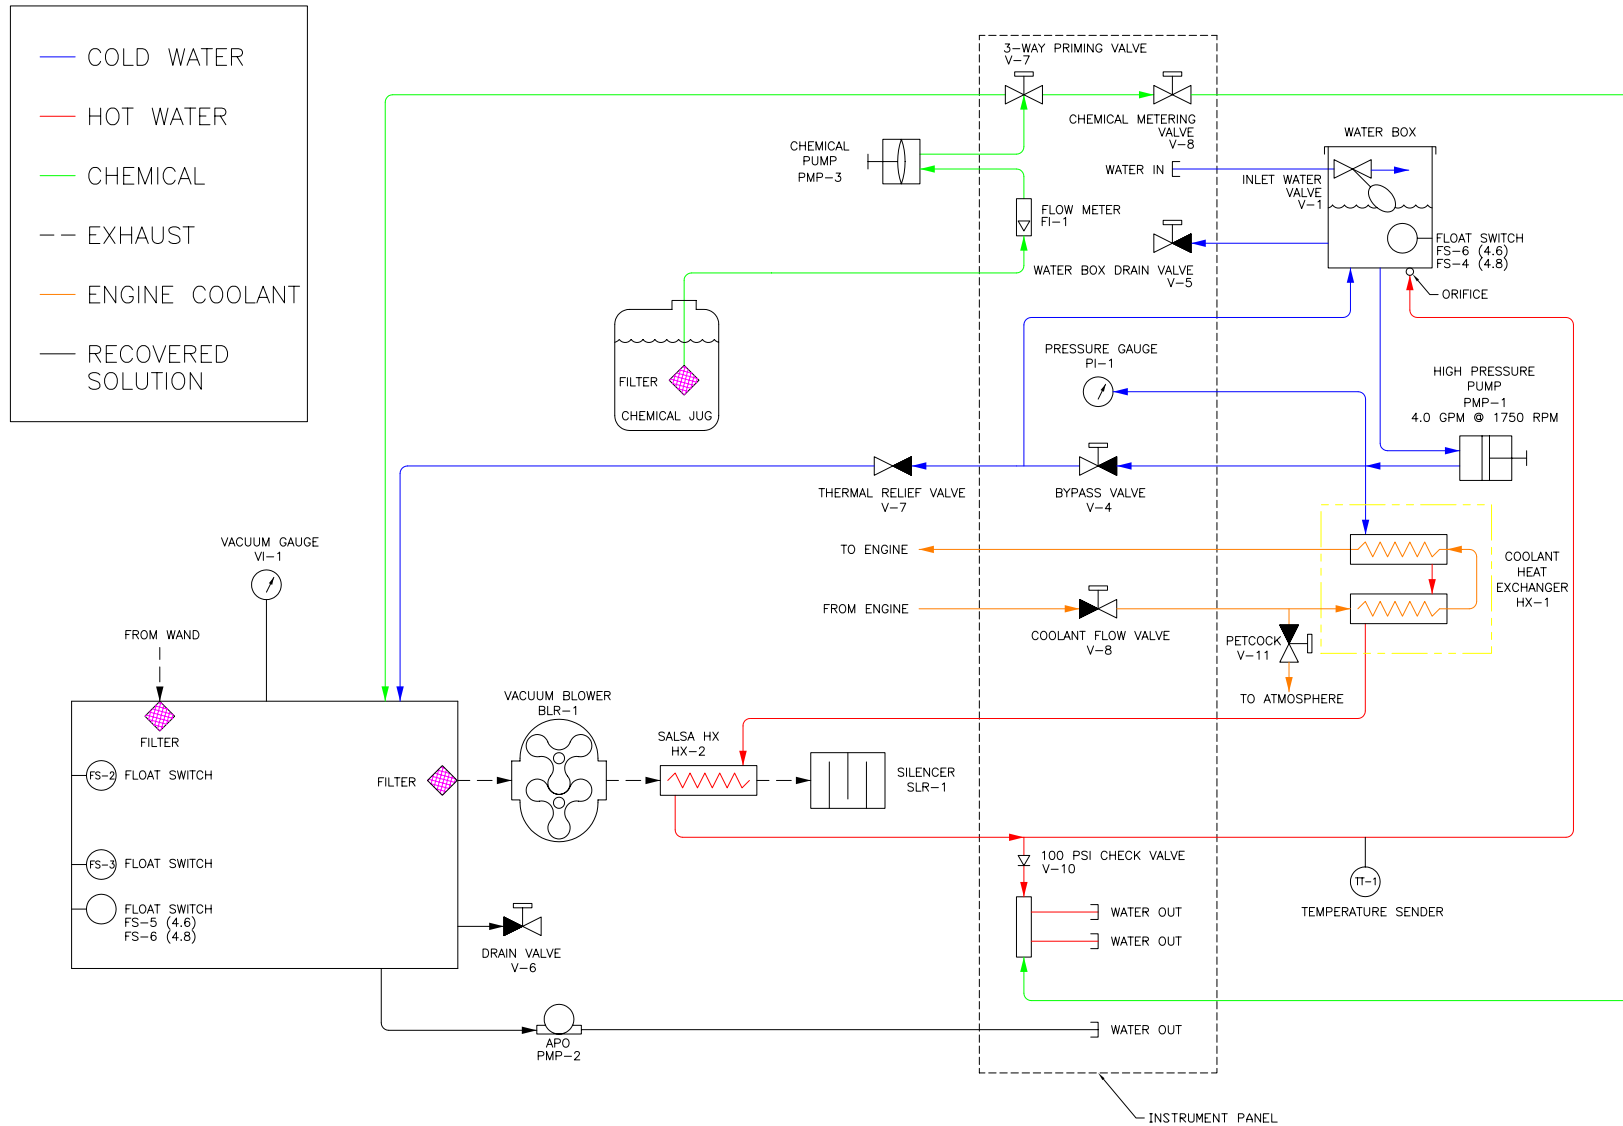 COLD WATER
HOT WATER
CHEMICAL
EXHAUST
ENGINE COOLANT
RECOVERED
SOLUTION
3-WAY PRIMING VALVE
V-7
CHEMICAL METERING
VALVE
V-8
CHEMICAL
PUMP
PMP-3
WATER IN
WATER BOX
INLET WATER
VALVE
V-1
FLOW METER
FI-1
FLOAT SWITCH
FS-6 (4.6)
FS-4 (4.8)
WATER BOX DRAIN VALVE
V-5
ORIFICE
FILTER
CHEMICAL JUG
PRESSURE GAUGE
PI-1
HIGH PRESSURE
PUMP
PMP-1
4.0 GPM @ 1750 RPM
THERMAL RELIEF VALVE
V-7
BYPASS VALVE
V-4
VACUUM GAUGE
VI-1
TO ENGINE
COOLANT
HEAT
EXCHANGER
HX-1
FROM ENGINE
COOLANT FLOW VALVE
V-8
PETCOCK
V-11
TO ATMOSPHERE
FROM WAND
FILTER
VACUUM BLOWER
BLR-1
SALSA HX
HX-2
FS-2 FLOAT SWITCH
FILTER
SILENCER
SLR-1
FS-3 FLOAT SWITCH
100 PSI CHECK VALVE
V-10
TT-1
TEMPERATURE SENDER
FLOAT SWITCH
FS-5 (4.6)
FS-6 (4.8)
WATER OUT
WATER OUT
DRAIN VALVE
V-6
APO
PMP-2
WATER OUT
INSTRUMENT PANEL